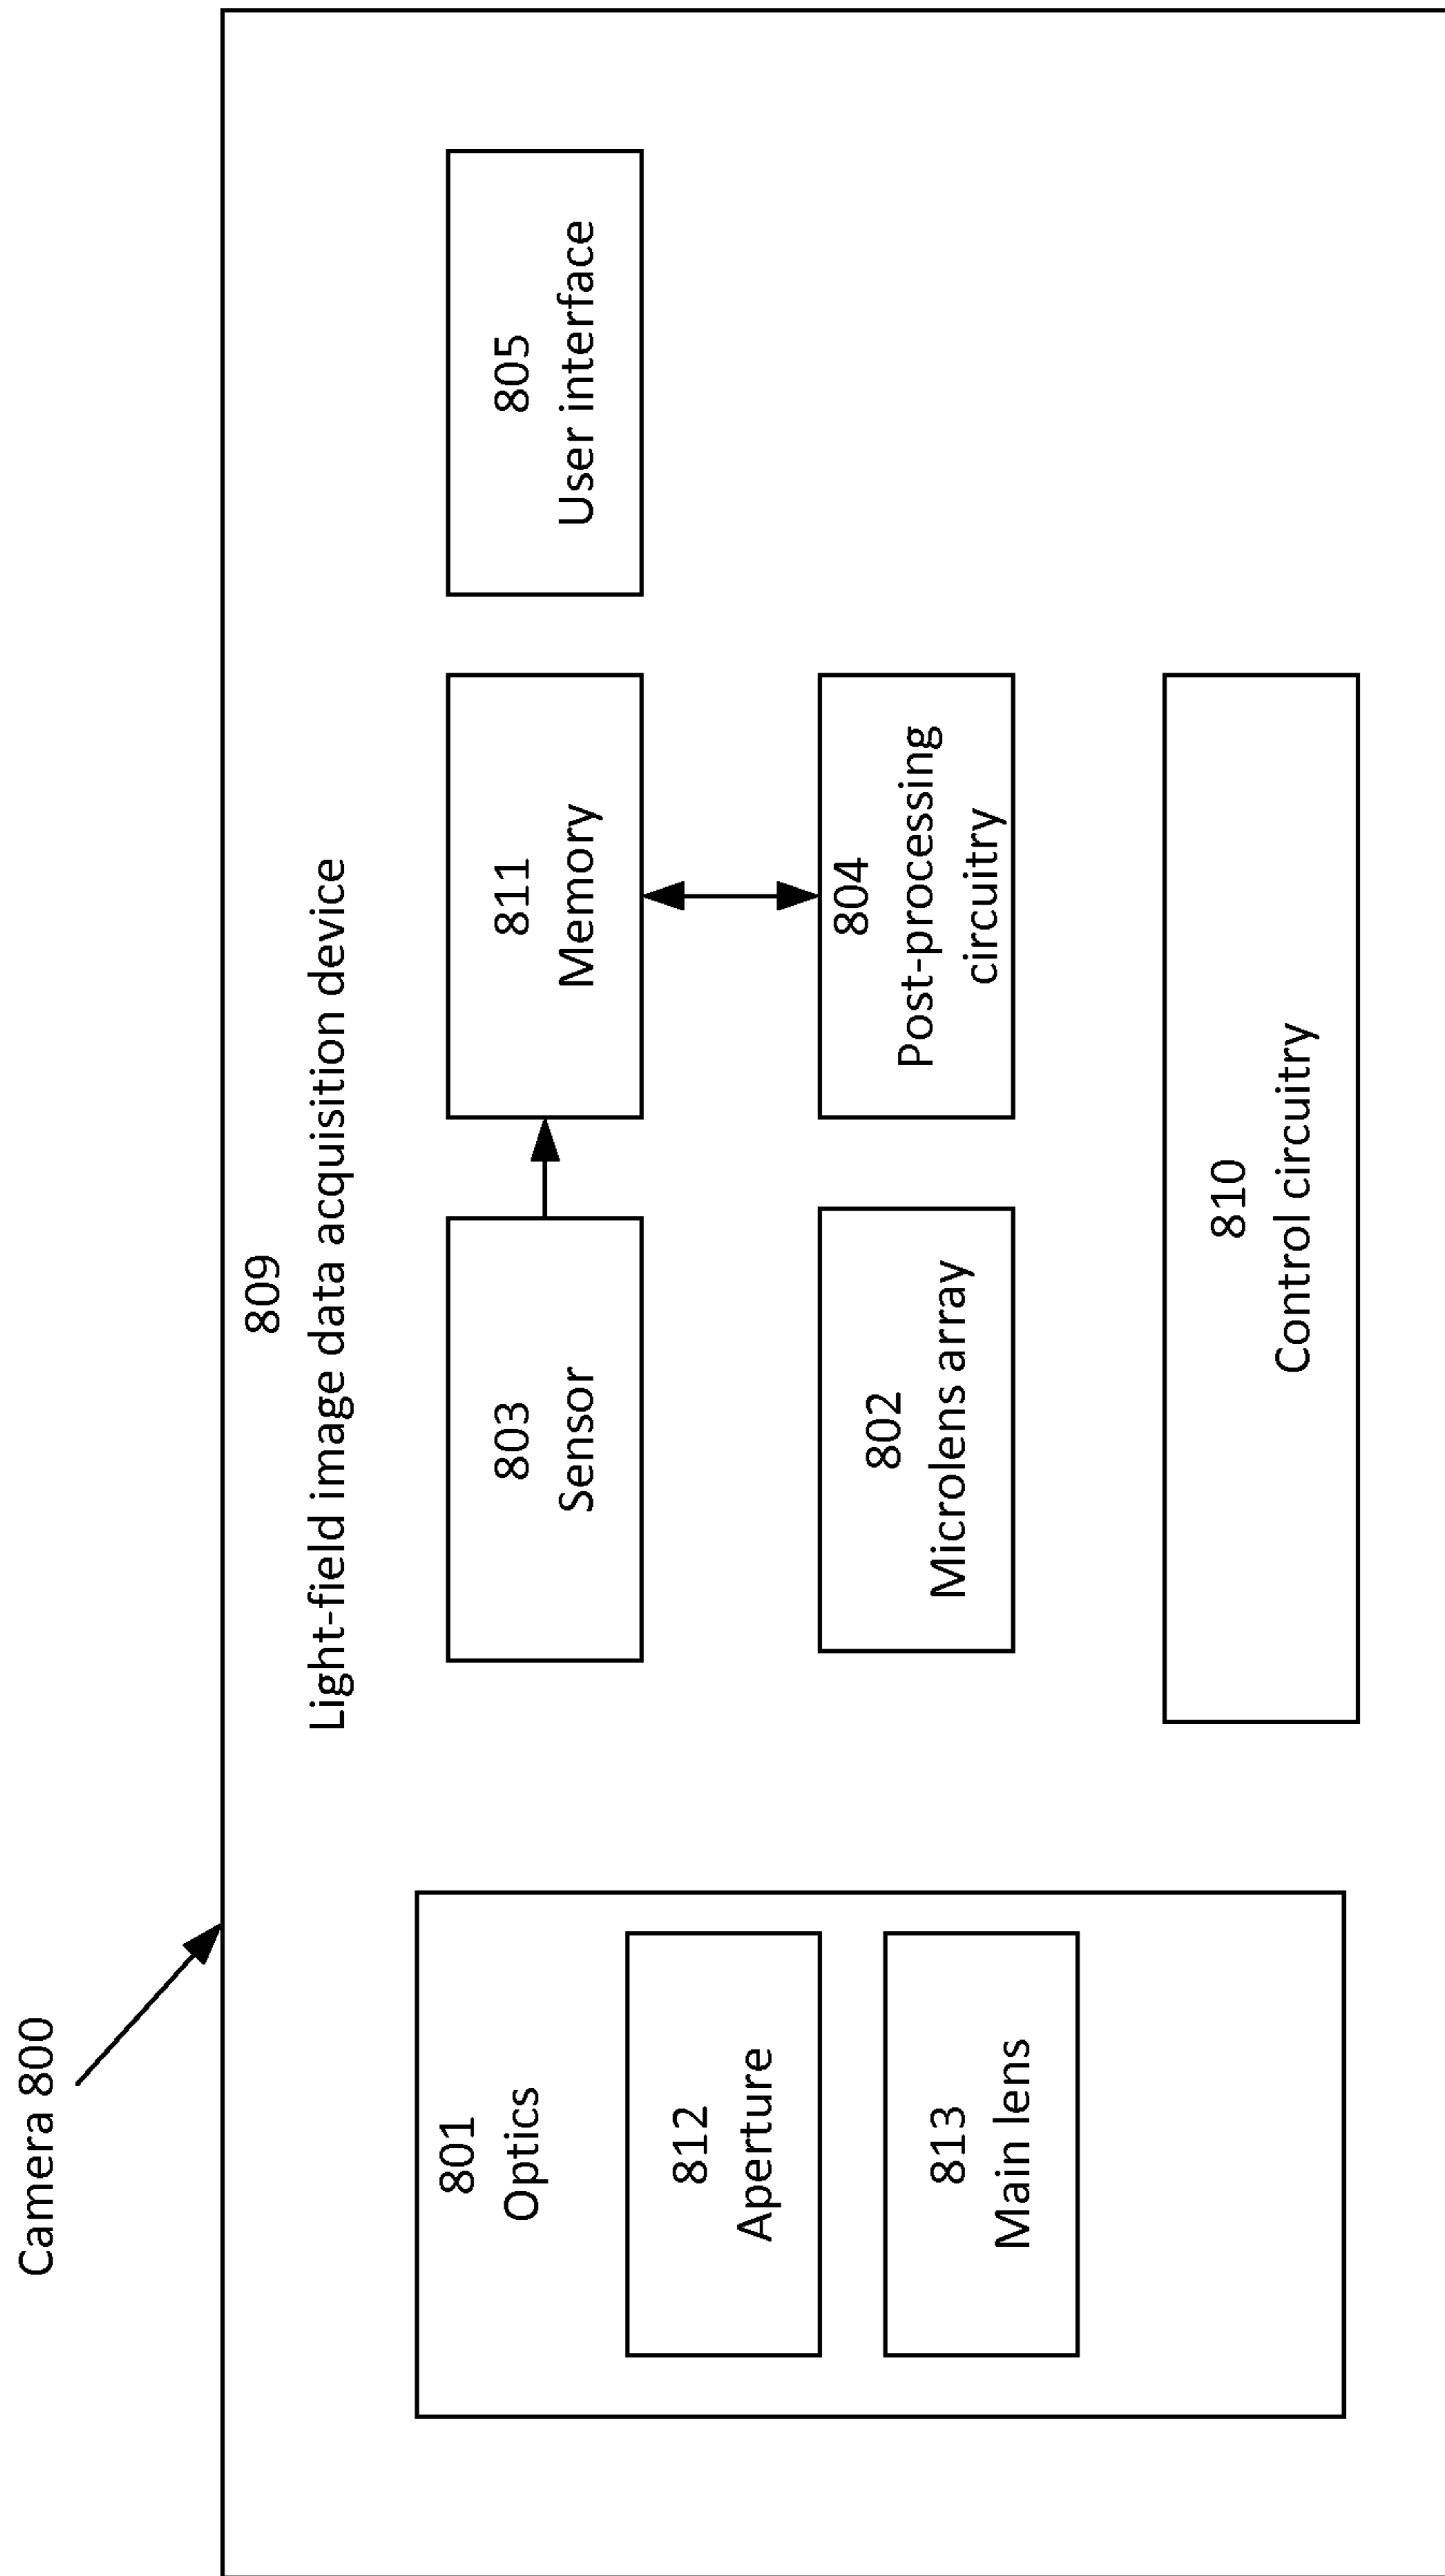 Camera 800
809
Light-field image data acquisition device
801
Optics
812
Aperture
813
Main lens
803
Sensor
811
Memory
805
User interface
802
Microlens array
804
Post-processing
circuitry
810
Control circuitry